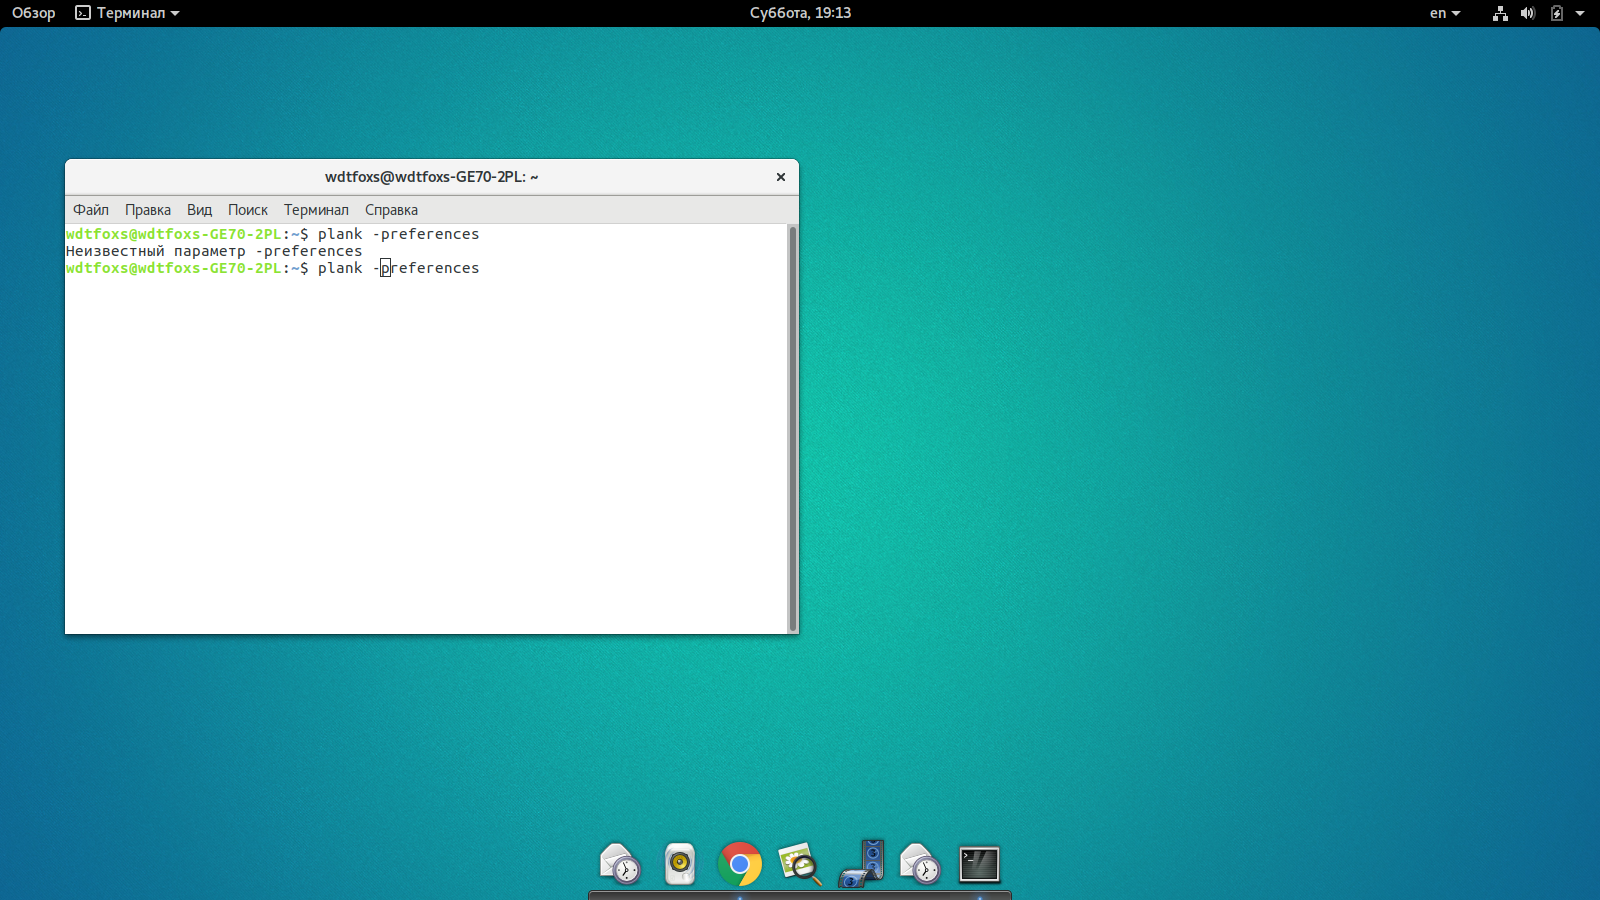 Обзор Терминал Суббота, 19:13 en
wdtfoxs@wdtfoxs-GE70-2PL: ~
Файл Правка Вид Поиск Терминал Справка
wdtfoxs@wdtfoxs-GE70-2PL:~$ plank -preferences
Неизвестный параметр -preferences
wdtfoxs@wdtfoxs-GE70-2PL:~$ plank -preferences